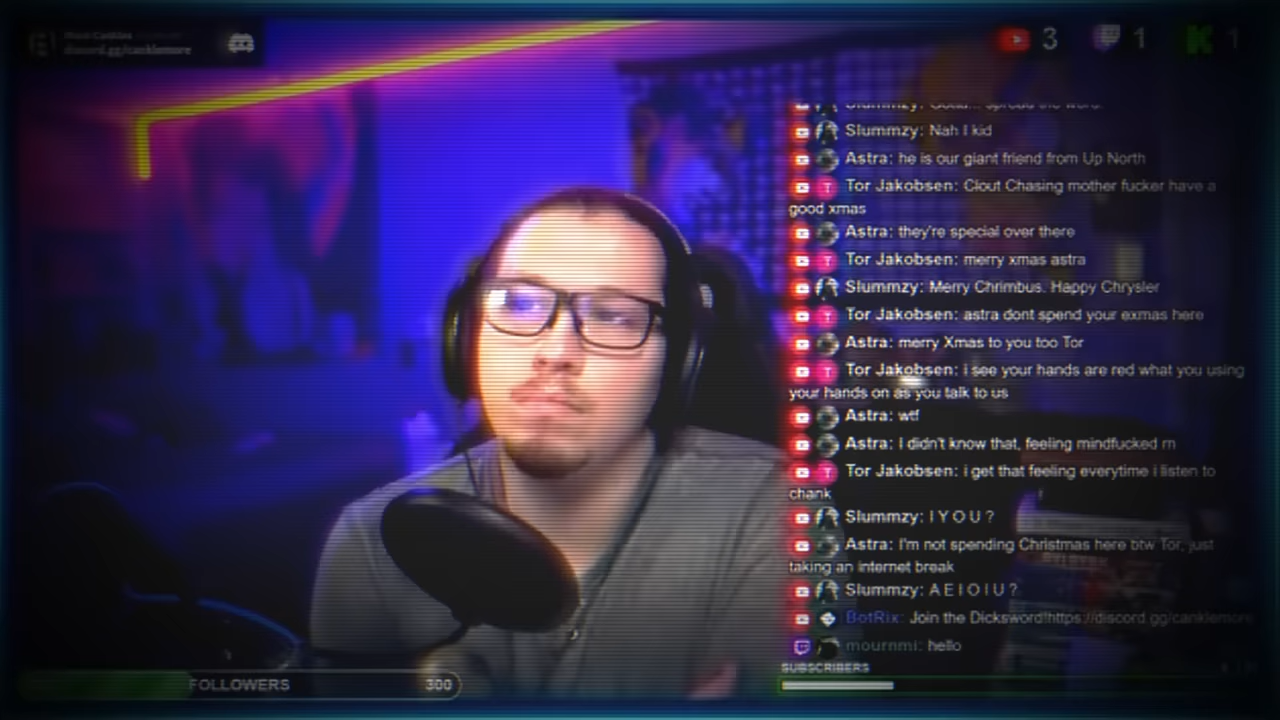 discord.gg/canklemore
3
1
1
Slummzy: Good... spread the word.
Slummzy: Nah I kid
Astra: he is our giant friend from Up North
Tor Jakobsen: Clout Chasing mother fucker have a
good xmas
Astra: they're special over there
Tor Jakobsen: merry xmas astra
Slummzy: Merry Chrimbus. Happy Chrysler
Tor Jakobsen: astra dont spend your exmas here
Astra: merry Xmas to you too Tor
Tor Jakobsen: i see your hands are red what you using
your hands on as you talk to us
Astra: wtf
Astra: I didn't know that, feeling mindfucked rn
Tor Jakobsen: i get that feeling everytime i listen to
chank
Slummzy: I Y O U ?
Astra: I'm not spending Christmas here btw Tor, just
taking an internet break
Slummzy: A E I O I U ?
BotRix: Join the Dicksword!https://discord.gg/canklemore
mournmi: hello
SUBSCRIBERS
FOLLOWERS 300